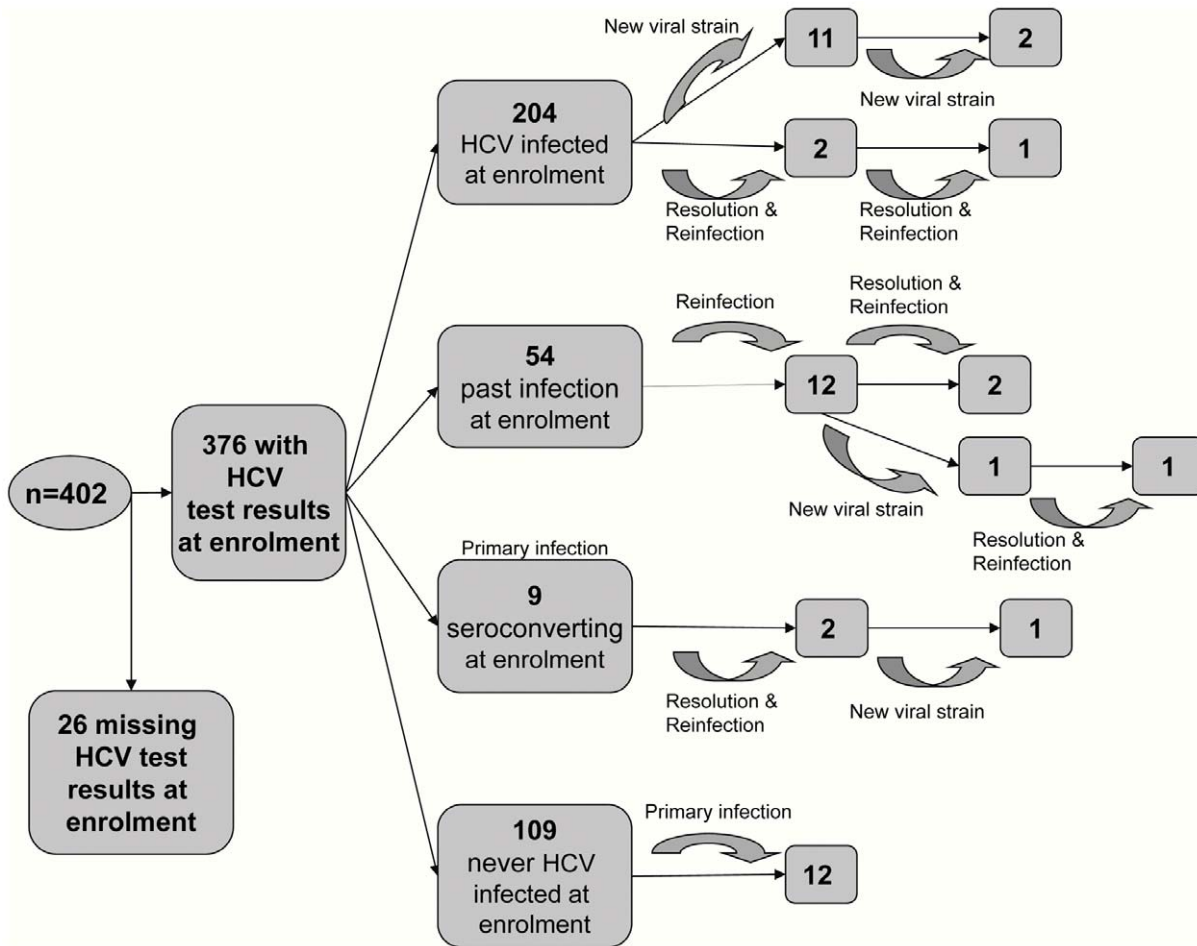 n=402
376 with
HCV
test results
at enrolment
26 missing
HCV test
results at
enrolment
204
HCV infected
at enrolment
New viral strain
11
New viral strain
2
Resolution &
Reinfection
2
Resolution &
Reinfection
1
54
past infection
at enrolment
Reinfection
12
Resolution &
Reinfection
2
New viral strain
1
Resolution &
Reinfection
1
Primary infection
9
seroconverting
at enrolment
Resolution &
Reinfection
2
New viral strain
1
109
never HCV
infected at
enrolment
Primary infection
12